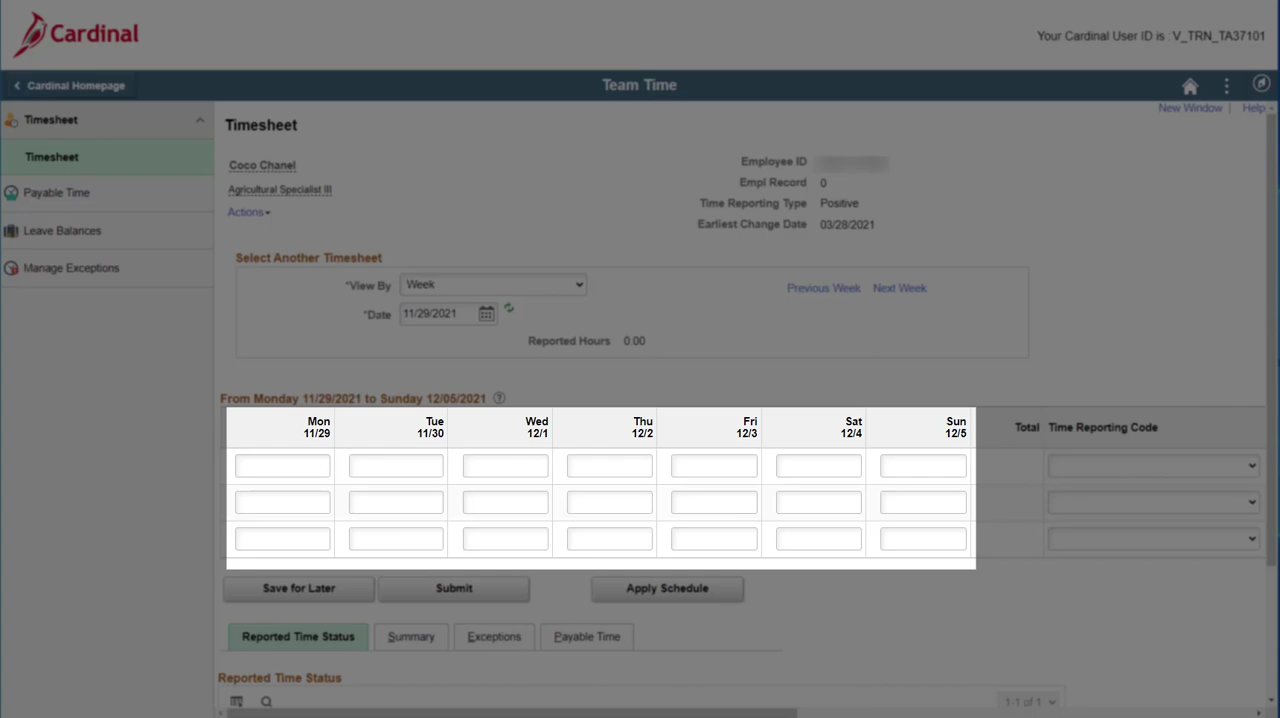 Cardinal
Your Cardinal User ID is :V_TRN_TA37101
Cardinal Homepage
Team Time
New Window | Help
Timesheet
Timesheet
Payable Time
Leave Balances
Manage Exceptions
Timesheet
Coco Chanel
Agricultural Specialist III
Actions
Employee ID
Empl Record 0
Time Reporting Type Positive
Earliest Change Date 03/28/2021
Select Another Timesheet
*View By Week
Previous Week Next Week
*Date 11/29/2021
Reported Hours 0.00
From Monday 11/29/2021 to Sunday 12/05/2021
Mon Tue Wed Thu Fri Sat Sun Total Time Reporting Code
11/29 11/30 12/1 12/2 12/3 12/4 12/5
Save for Later Submit Apply Schedule
Reported Time Status Summary Exceptions Payable Time
Reported Time Status
1-1 of 1